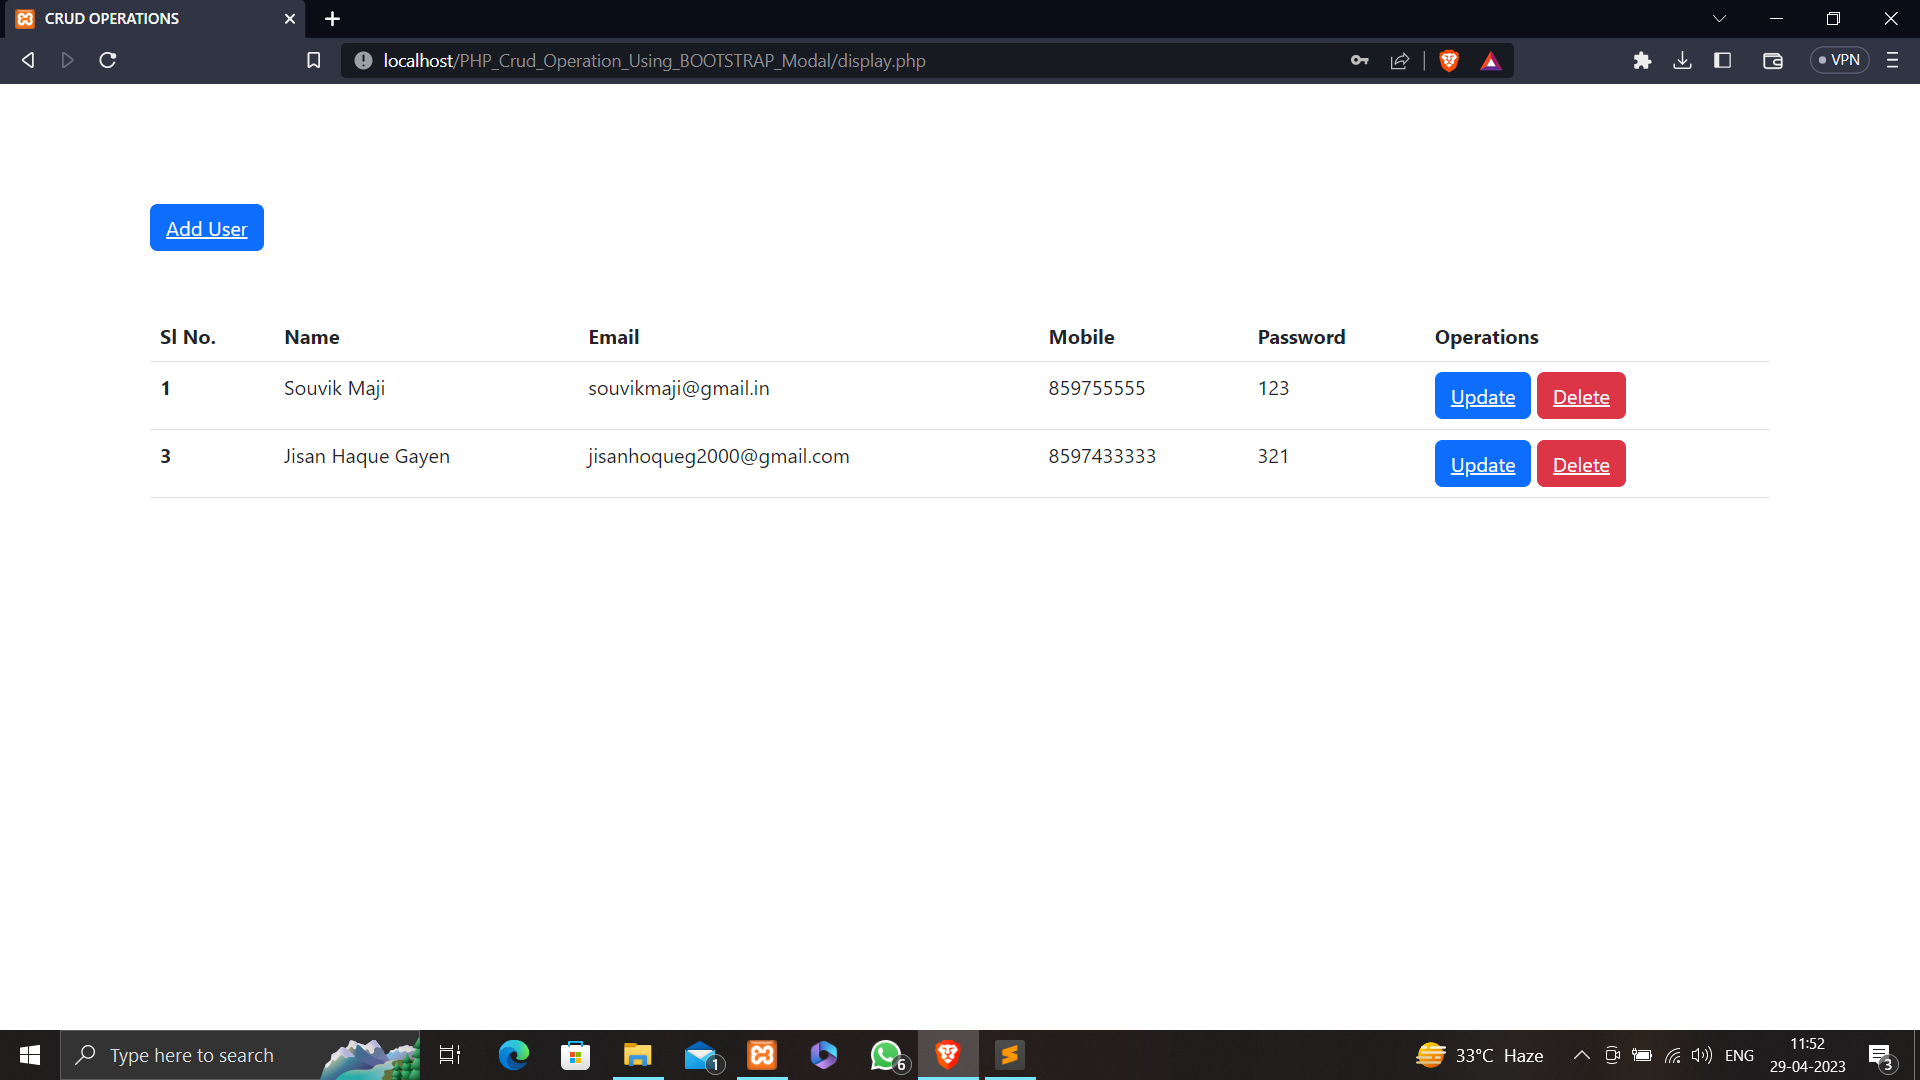 CRUD OPERATIONS
localhost/PHP_Crud_Operation_Using_BOOTSTRAP_Modal/display.php
VPN
Add User
Sl No. Name Email Mobile Password Operations
1 Souvik Maji souvikmaji@gmail.in 859755555 123 Update Delete
3 Jisan Haque Gayen jisanhoqueg2000@gmail.com 8597433333 321 Update Delete
Type here to search
1
6
33°C Haze
ENG
11:52
29-04-2023
3